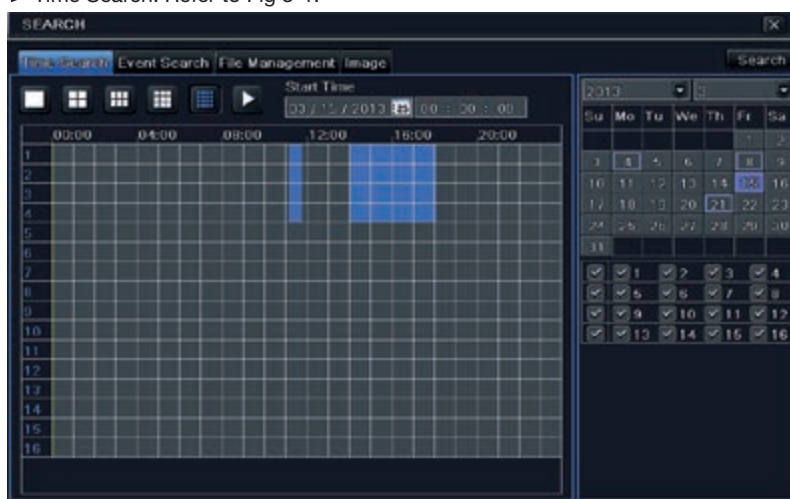 ➢ Time Search: Refer to Fig 8-1.
SEARCH
Time Search Event Search File Management Image Search
Start Time
03 / 15 / 2013 00 : 00 : 00
2013 3
Su Mo Tu We Th Fr Sa
1 2
3 4 5 6 7 8 9
10 11 12 13 14 15 16
17 18 19 20 21 22 23
24 25 26 27 28 29 30
31
00:00 04:00 08:00 12:00 16:00 20:00
1
2
3
4
5
6
7
8
9
10
11
12
13
14
15
16
1 2 3 4
5 6 7 8
9 10 11 12
13 14 15 16